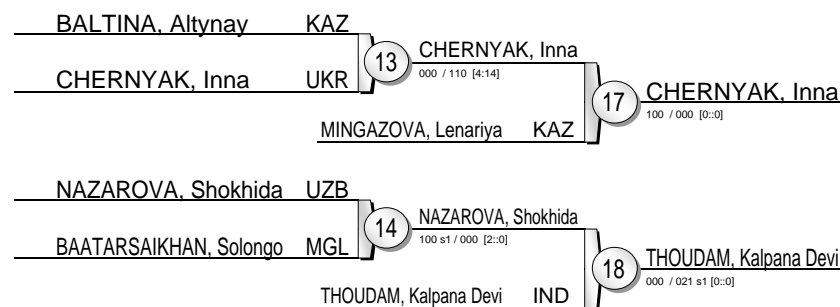 BALTINA, Altynay KAZ
13 CHERNYAK, Inna
000 / 110 [4:14]
CHERNYAK, Inna UKR
17 CHERNYAK, Inna
100 / 000 [0::0]
MINGAZOVA, Lenariya KAZ
NAZAROVA, Shokhida UZB
14 NAZAROVA, Shokhida
100 s1 / 000 [2::0]
BAATARSAIKHAN, Solongo MGL
18 THOUDAM, Kalpana Devi
000 / 021 s1 [0::0]
THOUDAM, Kalpana Devi IND